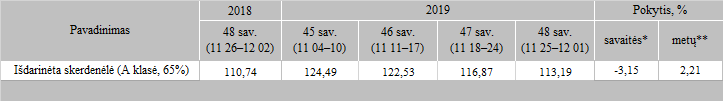 Pavadinimas
2018
2019
Pokytis, %
48 sav.
(11 26–12 02)
45 sav.
(11 04–10)
46 sav.
(11 11–17)
47 sav.
(11 18–24)
48 sav.
(11 25–12 01)
savaitės*
metų**
Išdarinėta skerdenėlė (A klasė, 65%)
110,74
124,49
122,53
116,87
113,19
-3,15
2,21